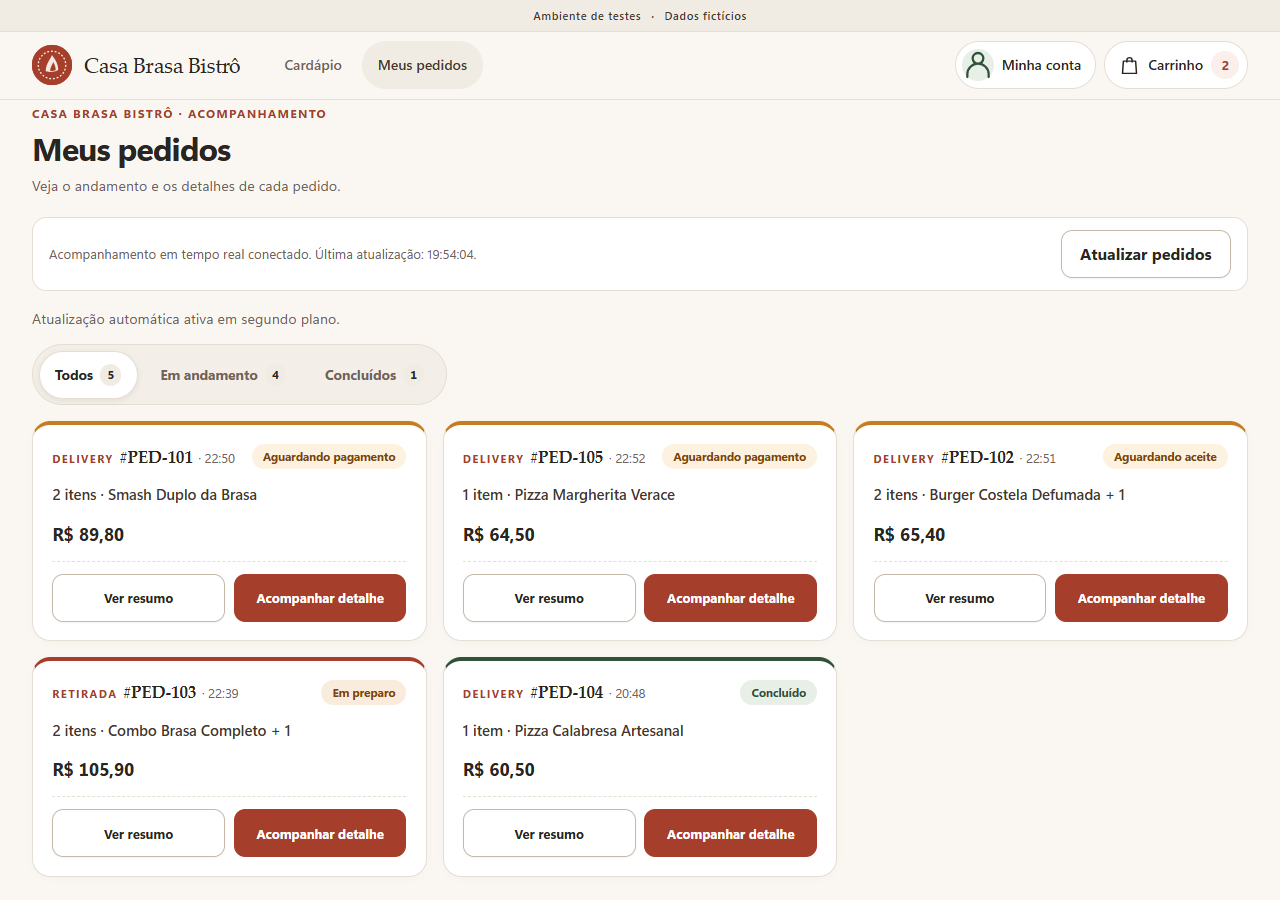 Ambiente de testes · Dados fictícios
Casa Brasa Bistrô
Cardápio
Meus pedidos
Minha conta
Carrinho 2
CASA BRASA BISTRÔ · ACOMPANHAMENTO
Meus pedidos
Veja o andamento e os detalhes de cada pedido.
Acompanhamento em tempo real conectado. Última atualização: 19:54:04.
Atualizar pedidos
Atualização automática ativa em segundo plano.
Todos 5
Em andamento 4
Concluídos 1
DELIVERY #PED-101 · 22:50
Aguardando pagamento
2 itens · Smash Duplo da Brasa
R$ 89,80
Ver resumo
Acompanhar detalhe
DELIVERY #PED-105 · 22:52
Aguardando pagamento
1 item · Pizza Margherita Verace
R$ 64,50
Ver resumo
Acompanhar detalhe
DELIVERY #PED-102 · 22:51
Aguardando aceite
2 itens · Burger Costela Defumada + 1
R$ 65,40
Ver resumo
Acompanhar detalhe
RETIRADA #PED-103 · 22:39
Em preparo
2 itens · Combo Brasa Completo + 1
R$ 105,90
Ver resumo
Acompanhar detalhe
DELIVERY #PED-104 · 20:48
Concluído
1 item · Pizza Calabresa Artesanal
R$ 60,50
Ver resumo
Acompanhar detalhe